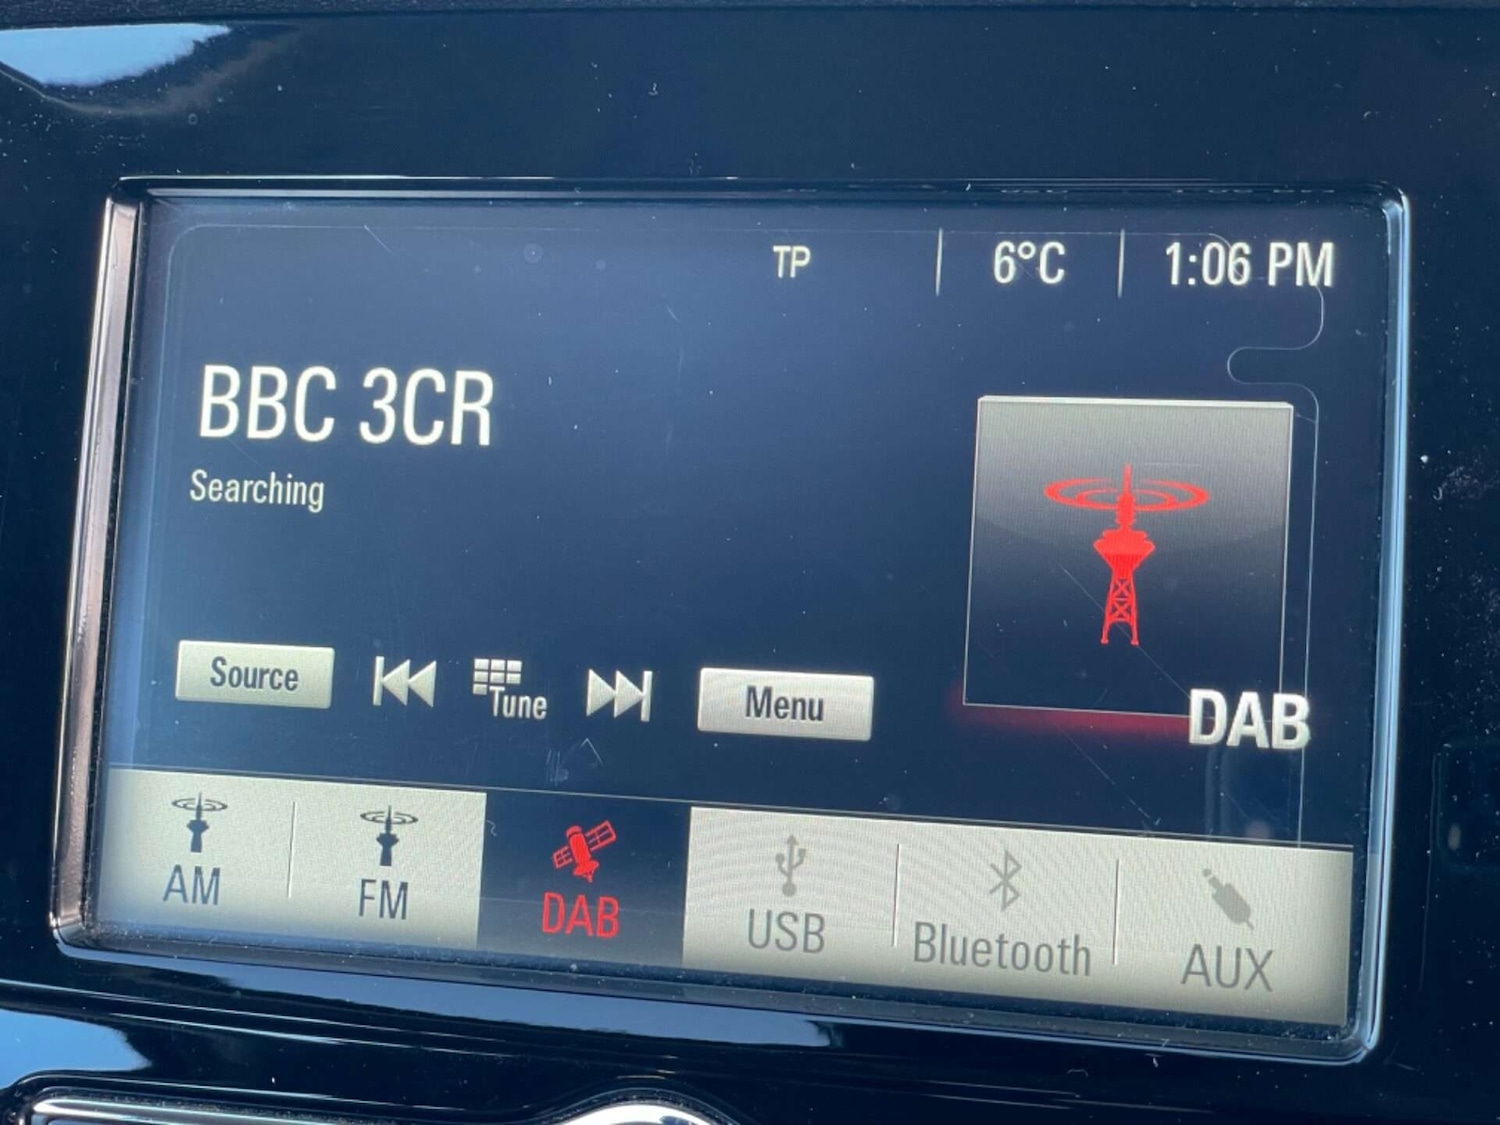 TP 6°C 1:06 PM
BBC 3CR
Searching
Source Tune Menu
DAB
AM FM DAB USB Bluetooth AUX